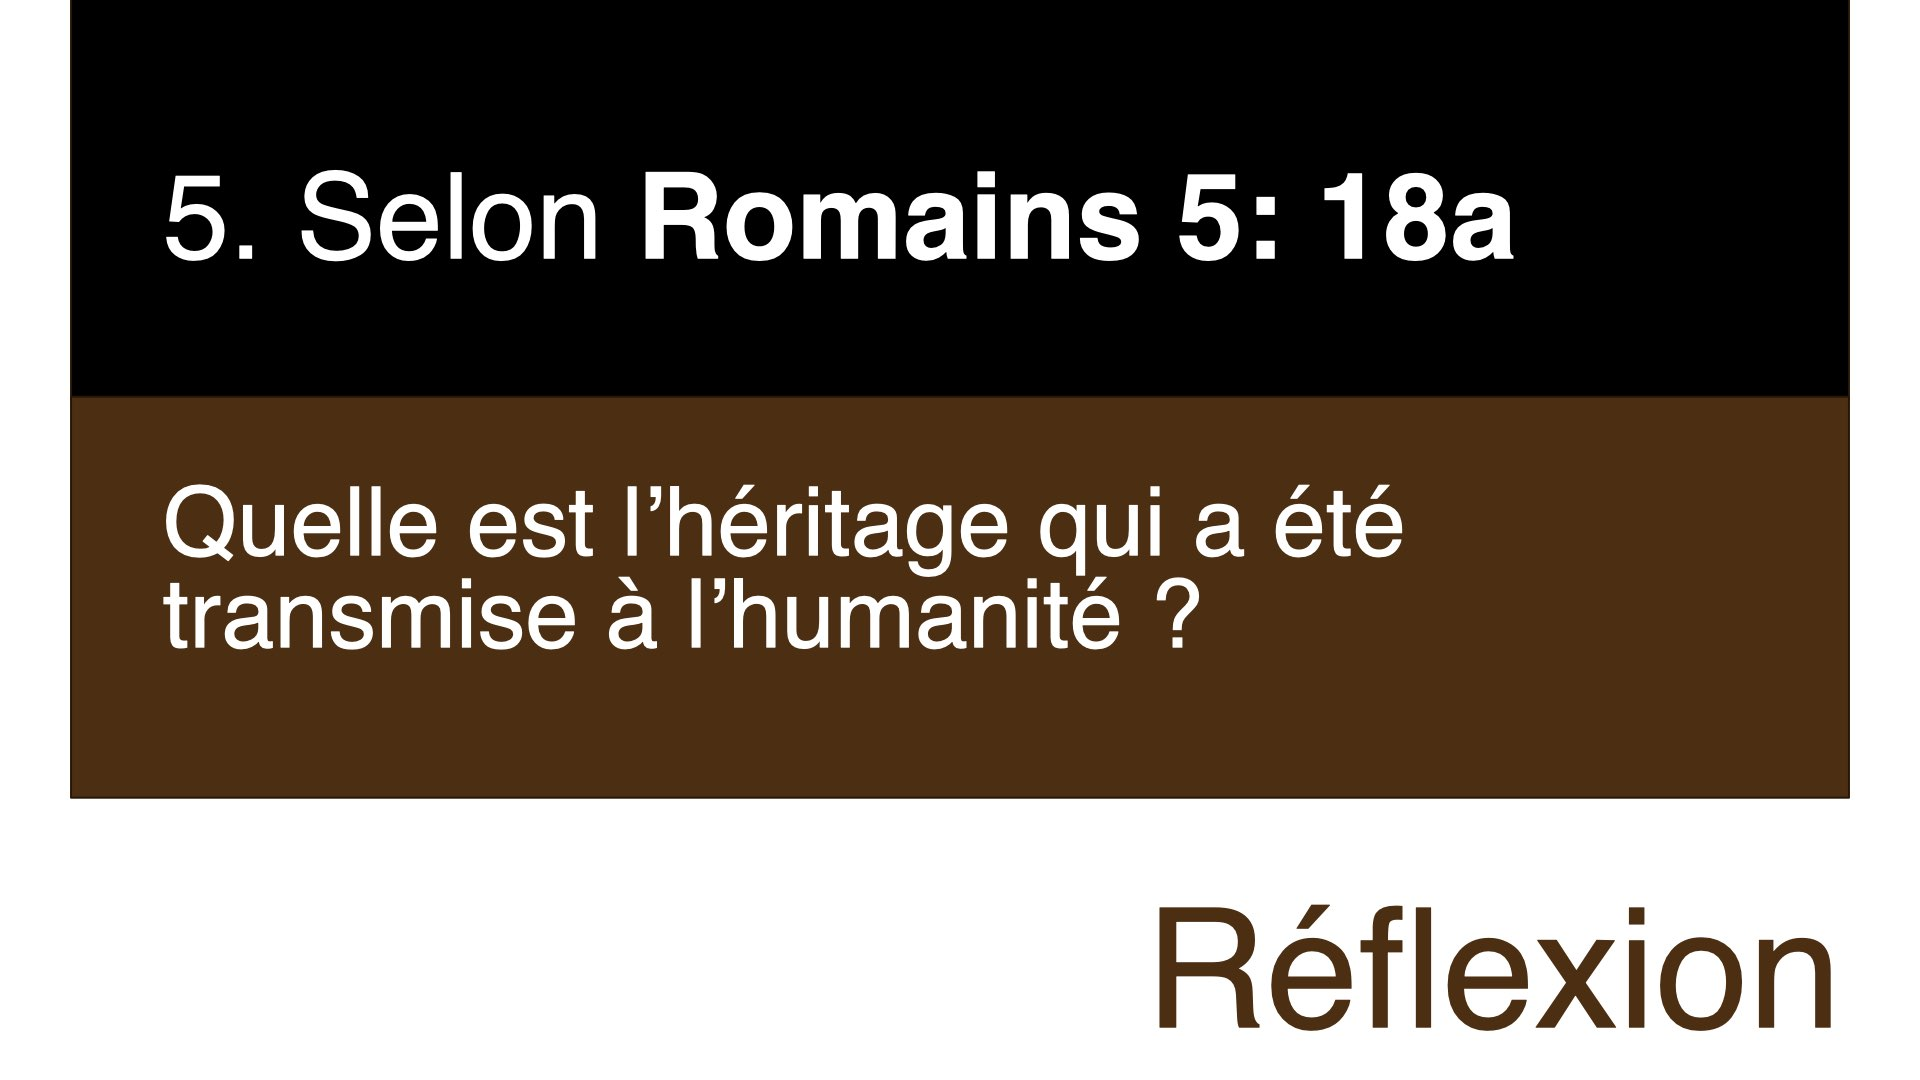 5. Selon Romains 5: 18a
Quelle est l’héritage qui a été
transmise à l’humanité ?
Réflexion